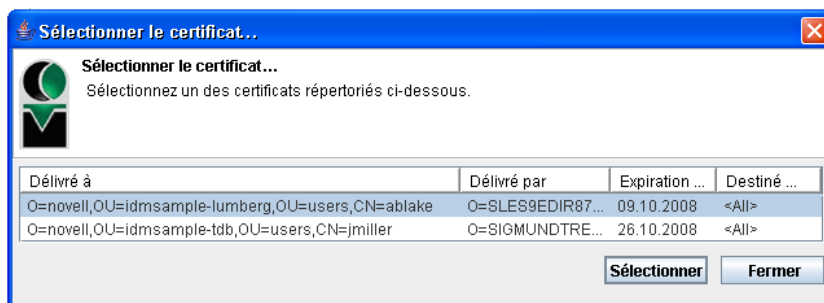 Sélectionner le certificat...
Sélectionner le certificat...
Sélectionnez un des certificats répertoriés ci-dessous.
Délivré à Délivré par Expiration ... Destiné ...
O=novell,OU=idmsample-lumberg,OU=users,CN=ablake O=SLES9EDIR87... 09.10.2008 <All>
O=novell,OU=idmsample-tdb,OU=users,CN=jmiller O=SIGMUNDTRE... 26.10.2008 <All>
Sélectionner Fermer